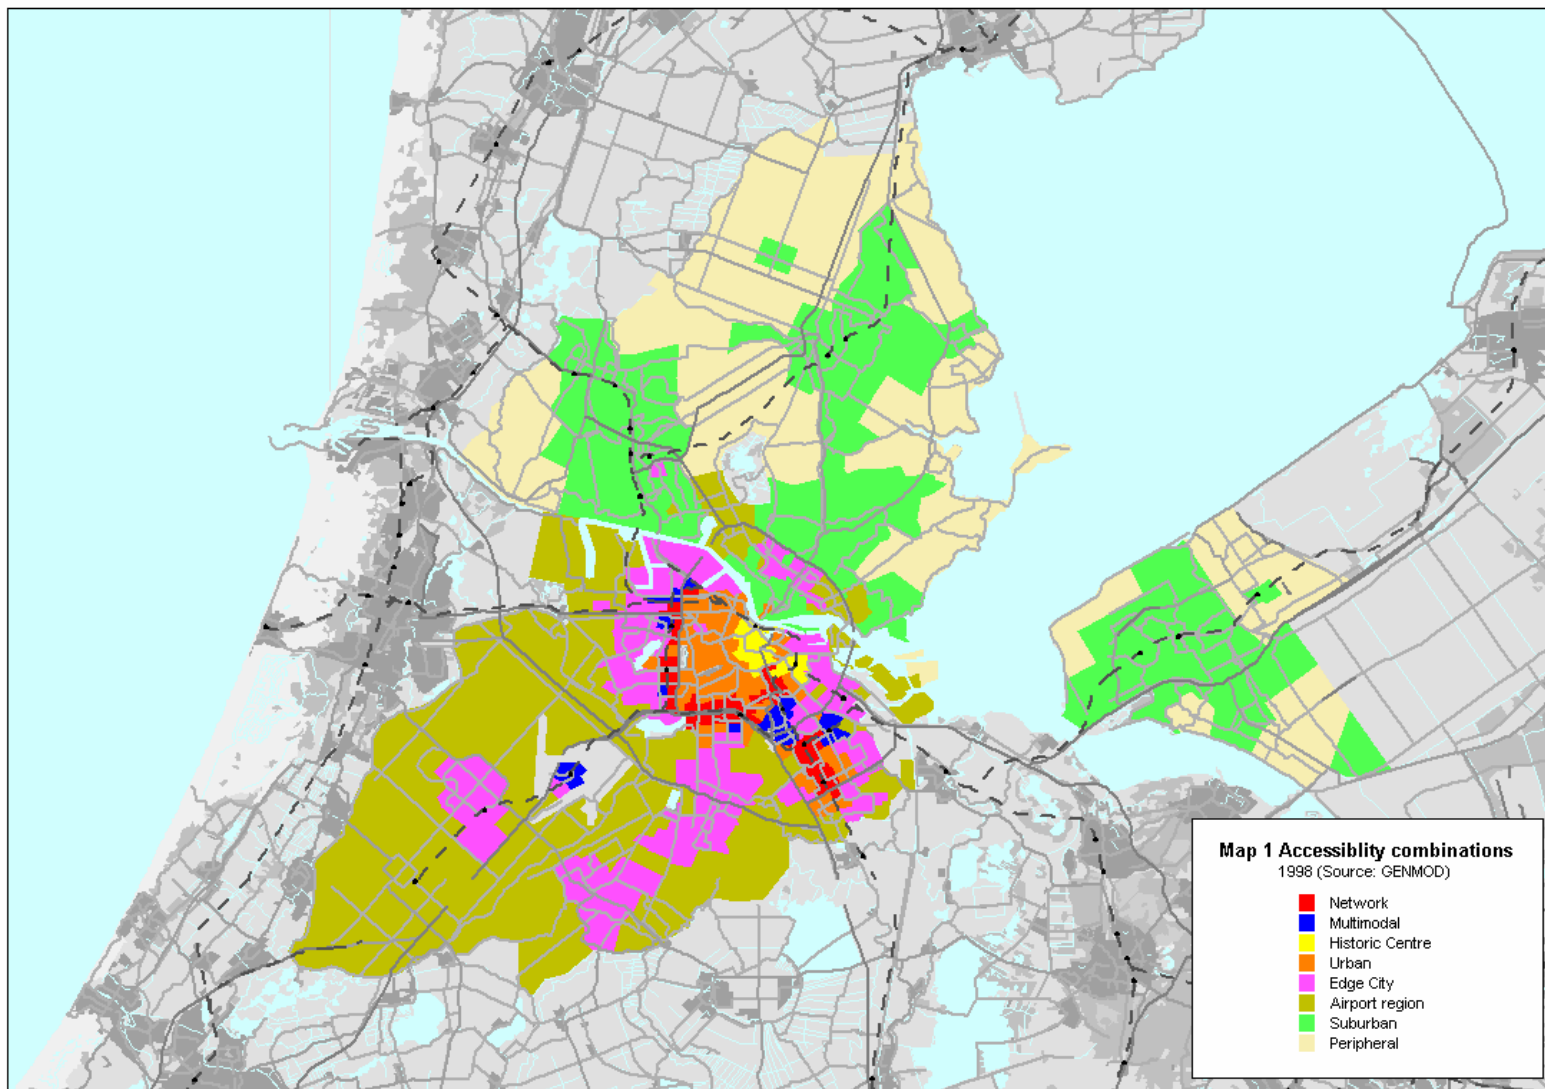 Map 1 Accessiblity combinations
1998 (Source: GENMOD)
Network
Multimodal
Historic Centre
Urban
Edge City
Airport region
Suburban
Peripheral